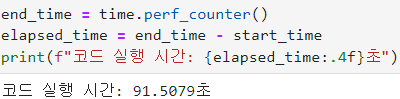 end_time = time.perf_counter()
elapsed_time = end_time - start_time
print(f"코드 실행 시간: {elapsed_time:.4f}초")
코드 실행 시간: 91.5079초